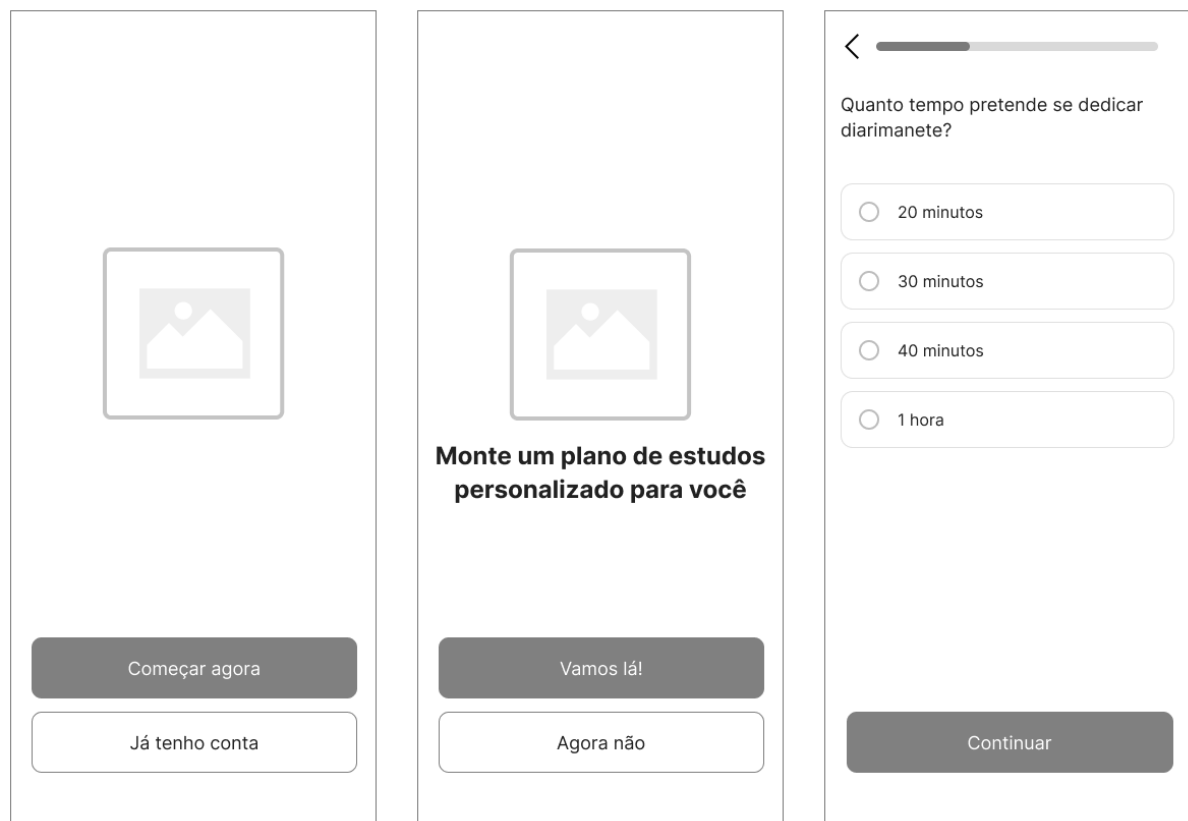 Começar agora
Já tenho conta
Monte um plano de estudos
personalizado para você
Vamos lá!
Agora não
Quanto tempo pretende se dedicar
diarimanete?
20 minutos
30 minutos
40 minutos
1 hora
Continuar